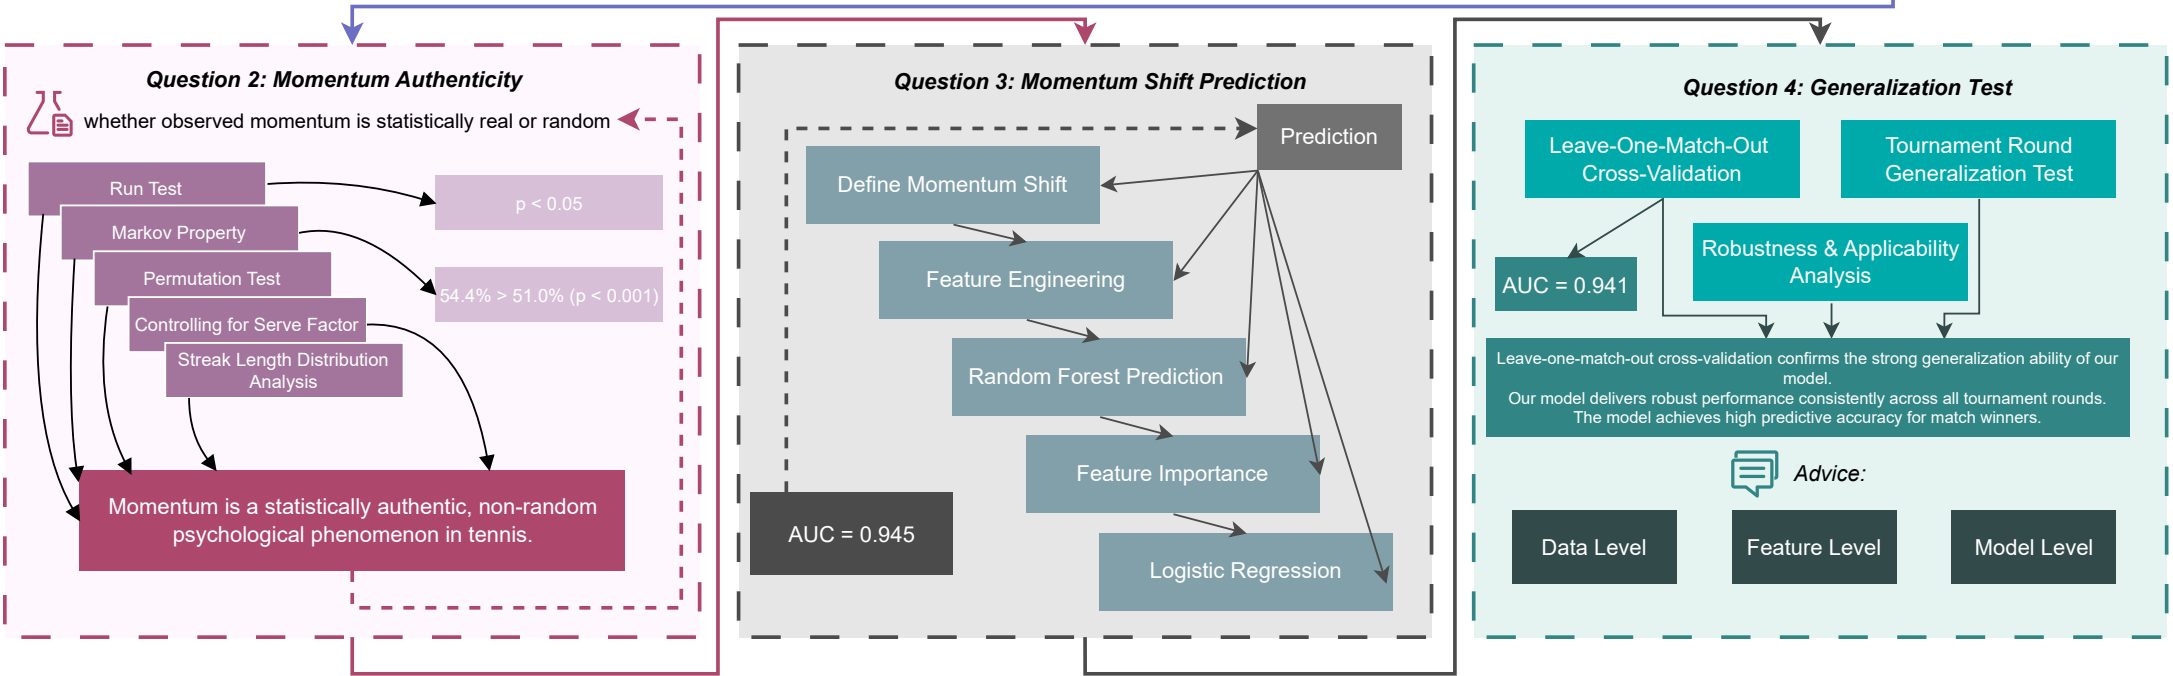 Question 2: Momentum Authenticity
whether observed momentum is statistically real or random
Run Test
p < 0.05
Markov Property
Permutation Test
54.4% > 51.0% (p < 0.001)
Controlling for Serve Factor
Streak Length Distribution
Analysis
Momentum is a statistically authentic, non-random
psychological phenomenon in tennis.
Question 3: Momentum Shift Prediction
Prediction
Define Momentum Shift
Feature Engineering
Random Forest Prediction
Feature Importance
AUC = 0.945
Logistic Regression
Question 4: Generalization Test
Leave-One-Match-Out
Cross-Validation
Tournament Round
Generalization Test
Robustness & Applicability
Analysis
AUC = 0.941
Leave-one-match-out cross-validation confirms the strong generalization ability of our
model.
Our model delivers robust performance consistently across all tournament rounds.
The model achieves high predictive accuracy for match winners.
Advice:
Data Level
Feature Level
Model Level